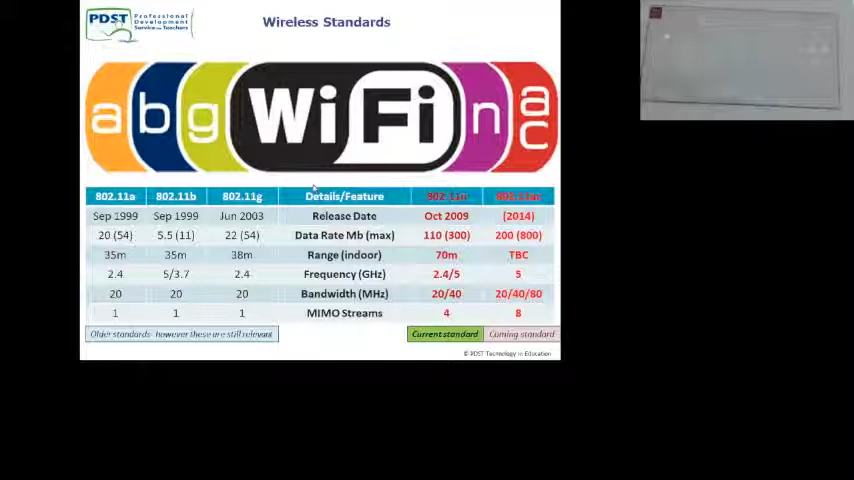 PDST Professional
Development
Service for Teachers
Wireless Standards
a b g WiFi n ac
802.11a 802.11b 802.11g Details/Feature 802.11n 802.11ac
Sep 1999 Sep 1999 Jun 2003 Release Date Oct 2009 (2014)
20 (54) 5.5 (11) 22 (54) Data Rate Mb (max) 110 (300) 200 (800)
35m 35m 38m Range (indoor) 70m TBC
2.4 5/3.7 2.4 Frequency (GHz) 2.4/5 5
20 20 20 Bandwidth (MHz) 20/40 20/40/80
1 1 1 MIMO Streams 4 8
Older standards- however these are still relevant Current standard Coming standard
© PDST Technology in Education